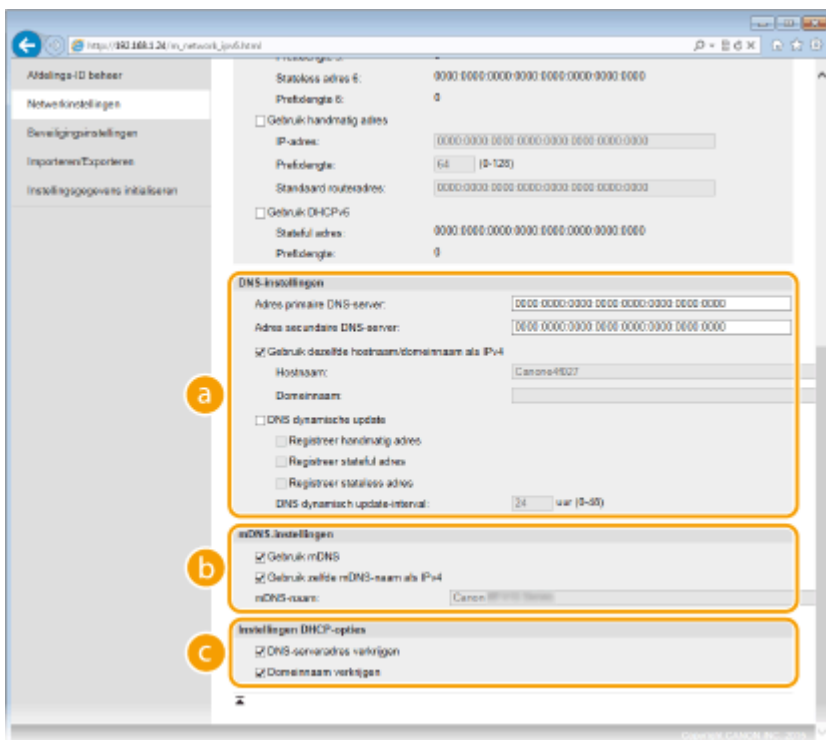 http://192.168.1.24/m_network_ipv6.html
Afdelings-ID beheer
Netwerkinstellingen
Beveiligingsinstellingen
Importeren/Exporteren
Instellingsgegevens initialiseren
Stateless adres 6: 0000:0000:0000:0000:0000:0000:0000:0000
Prefixlengte 6: 0
Gebruik handmatig adres
IP-adres: 0000:0000:0000:0000:0000:0000:0000:0000
Prefixlengte: 64 (0-128)
Standaard routeradres: 0000:0000:0000:0000:0000:0000:0000:0000
Gebruik DHCPv6
Stateful adres: 0000:0000:0000:0000:0000:0000:0000:0000
Prefixlengte: 0
a
DNS-instellingen
Adres primaire DNS-server: 0000:0000:0000:0000:0000:0000:0000:0000
Adres secundaire DNS-server: 0000:0000:0000:0000:0000:0000:0000:0000
Gebruik dezelfde hostnaam/domeinnaam als IPv4
Hostnaam:
Domeinnaam:
DNS dynamische update
Registreer handmatig adres
Registreer stateful adres
Registreer stateless adres
DNS dynamisch update-interval: 24 uur (0-48)
b
mDNS-instellingen
Gebruik mDNS
Gebruik zelfde mDNS-naam als IPv4
mDNS-naam: Canon
c
Instellingen DHCP-opties
DNS-serveradres verkrijgen
Domeinnaam verkrijgen
Copyright CANON INC. 2016